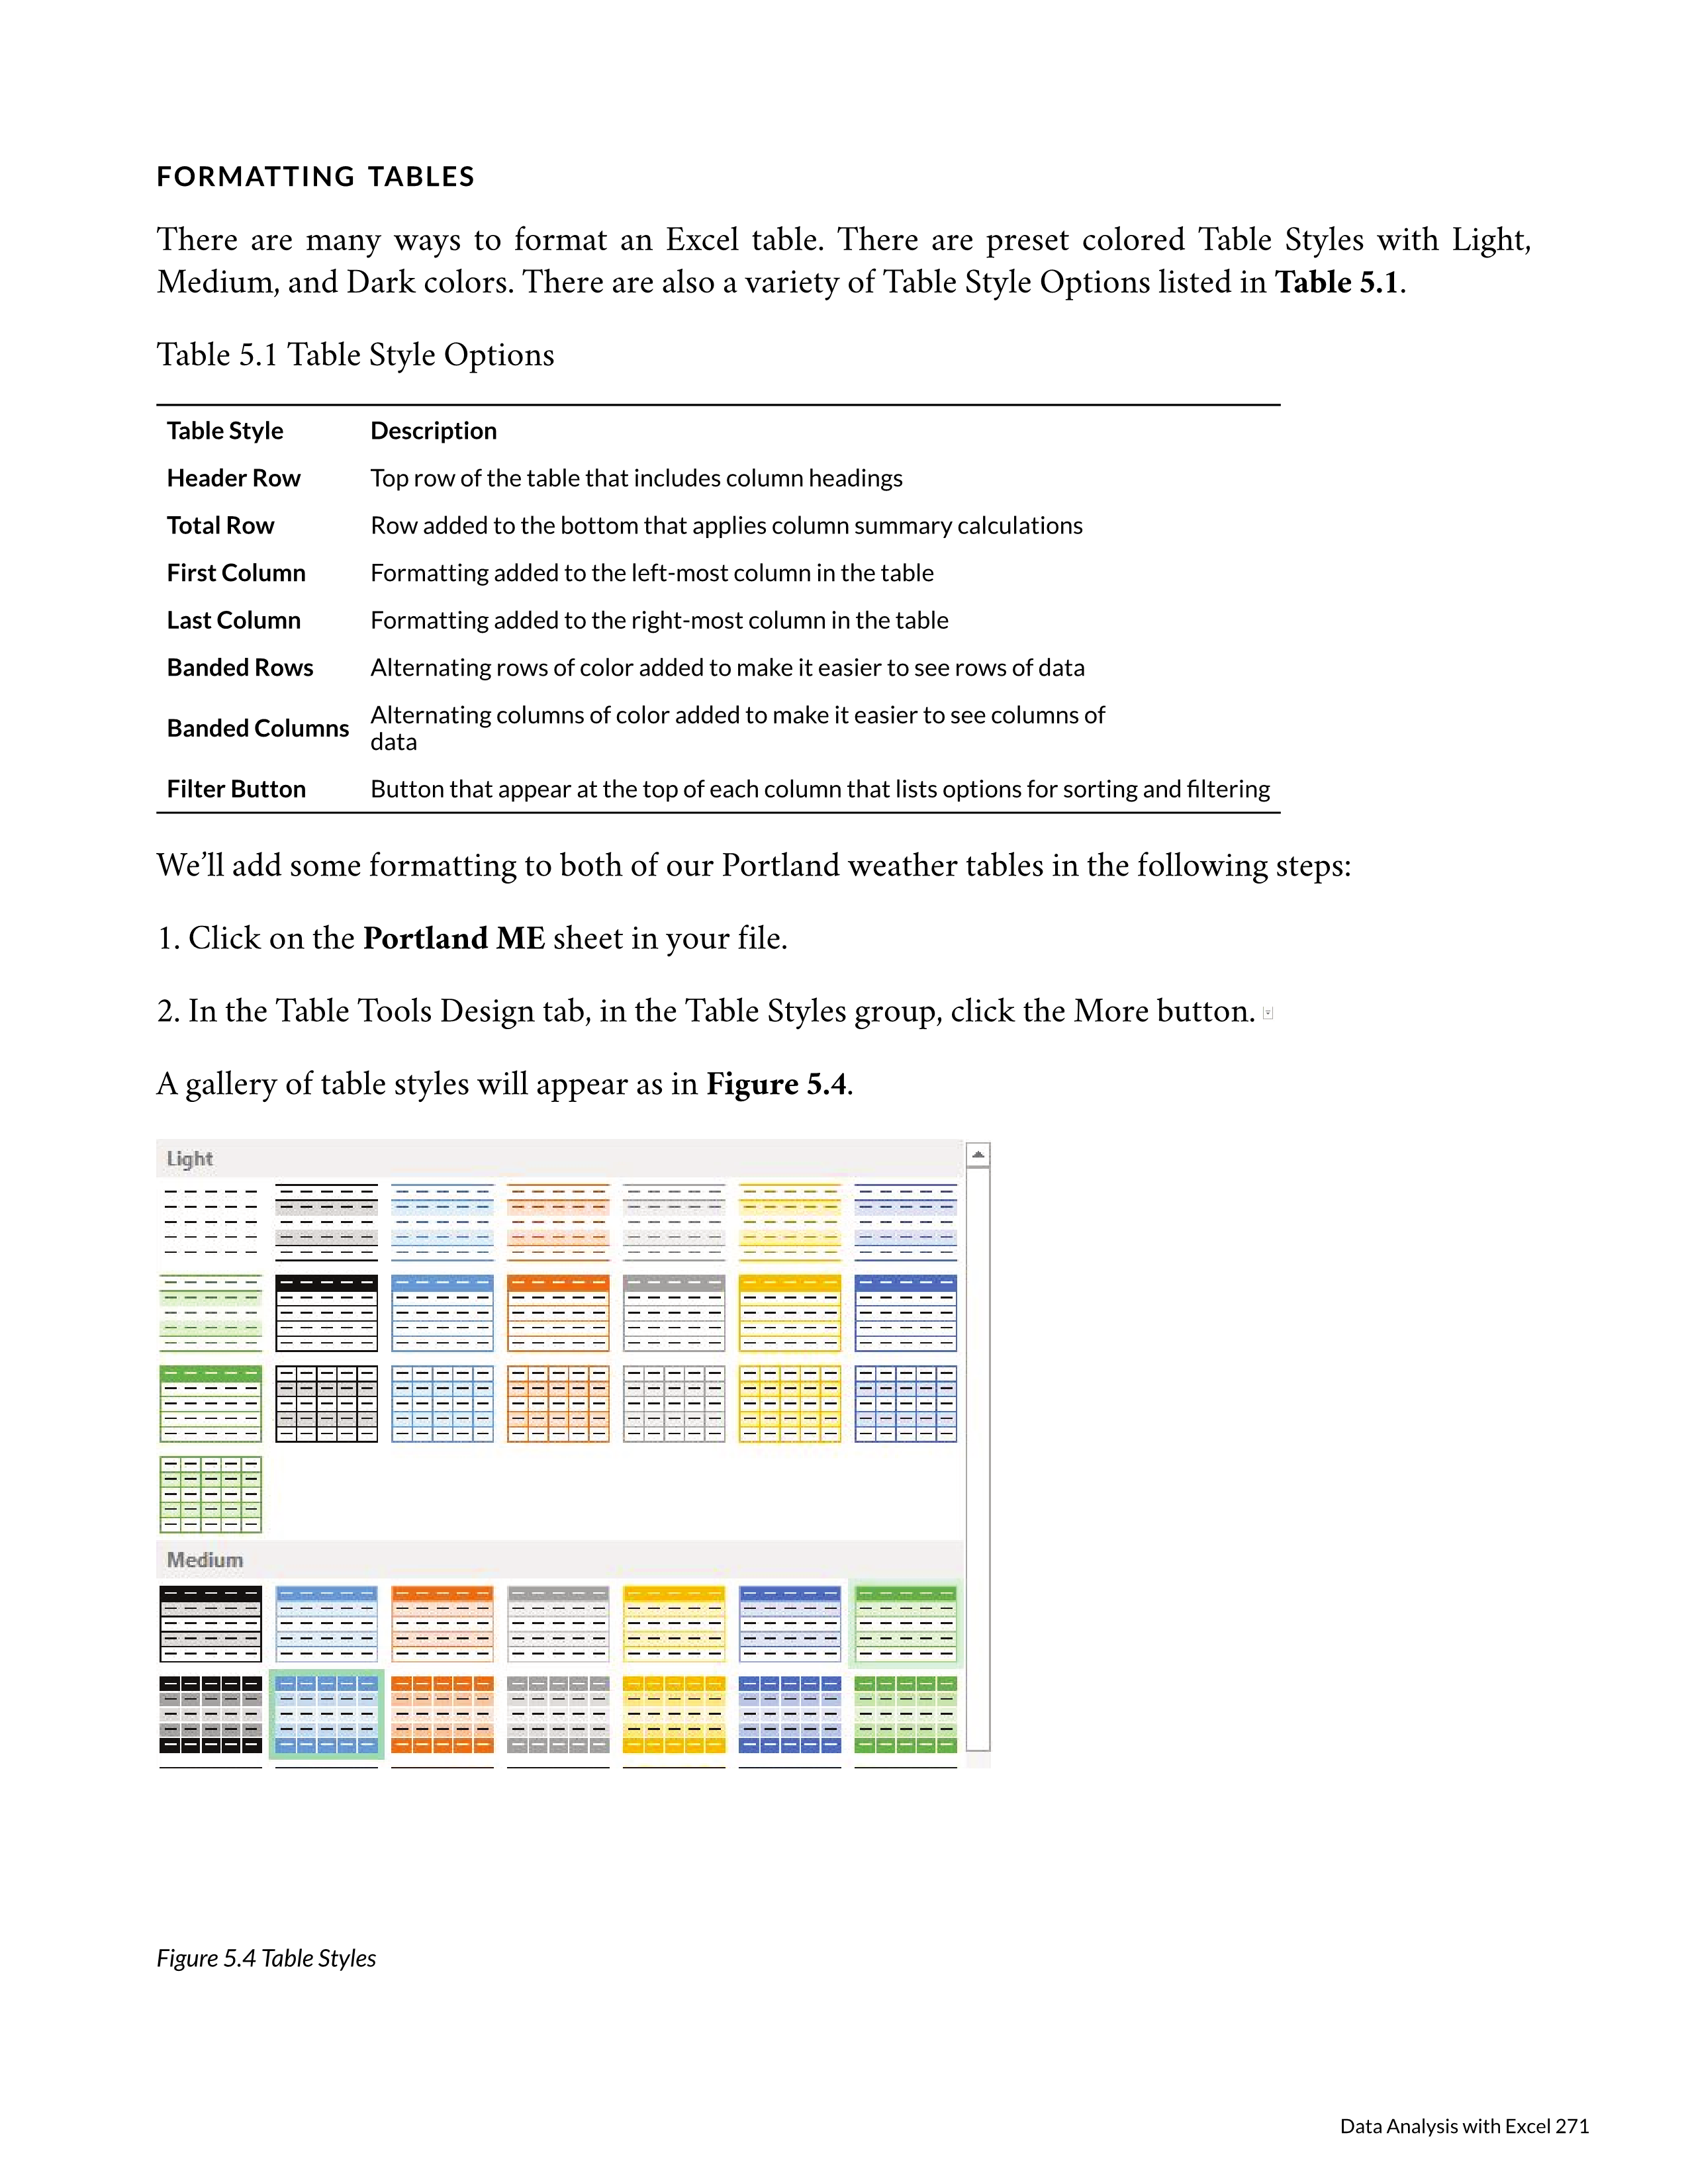 FORMATTING TABLES
There are many ways to format an Excel table. There are preset colored Table Styles with Light,
Medium, and Dark colors. There are also a variety of Table Style Options listed in Table 5.1.
Table 5.1 Table Style Options
Table Style Description
Header Row Top row of the table that includes column headings
Total Row Row added to the bottom that applies column summary calculations
First Column Formatting added to the left-most column in the table
Last Column Formatting added to the right-most column in the table
Banded Rows Alternating rows of color added to make it easier to see rows of data
Banded Columns Alternating columns of color added to make it easier to see columns of
data
Filter Button Button that appear at the top of each column that lists options for sorting and filtering
We’ll add some formatting to both of our Portland weather tables in the following steps:
1. Click on the Portland ME sheet in your file.
2. In the Table Tools Design tab, in the Table Styles group, click the More button.
A gallery of table styles will appear as in Figure 5.4.
Light
Medium
Figure 5.4 Table Styles
Data Analysis with Excel 271